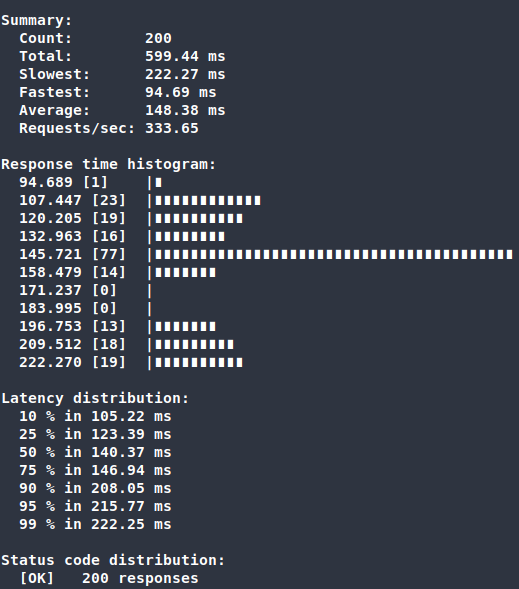 Summary:
  Count:        200
  Total:        599.44 ms
  Slowest:      222.27 ms
  Fastest:      94.69 ms
  Average:      148.38 ms
  Requests/sec: 333.65

Response time histogram:
  94.689 [1]    |∎
  107.447 [23]  |∎∎∎∎∎∎∎∎∎∎∎∎
  120.205 [19]  |∎∎∎∎∎∎∎∎∎∎
  132.963 [16]  |∎∎∎∎∎∎∎∎
  145.721 [77]  |∎∎∎∎∎∎∎∎∎∎∎∎∎∎∎∎∎∎∎∎∎∎∎∎∎∎∎∎∎∎∎∎∎∎∎∎∎∎∎∎
  158.479 [14]  |∎∎∎∎∎∎∎
  171.237 [0]   |
  183.995 [0]   |
  196.753 [13]  |∎∎∎∎∎∎∎
  209.512 [18]  |∎∎∎∎∎∎∎∎∎
  222.270 [19]  |∎∎∎∎∎∎∎∎∎∎

Latency distribution:
  10 % in 105.22 ms
  25 % in 123.39 ms
  50 % in 140.37 ms
  75 % in 146.94 ms
  90 % in 208.05 ms
  95 % in 215.77 ms
  99 % in 222.25 ms

Status code distribution:
  [OK]   200 responses